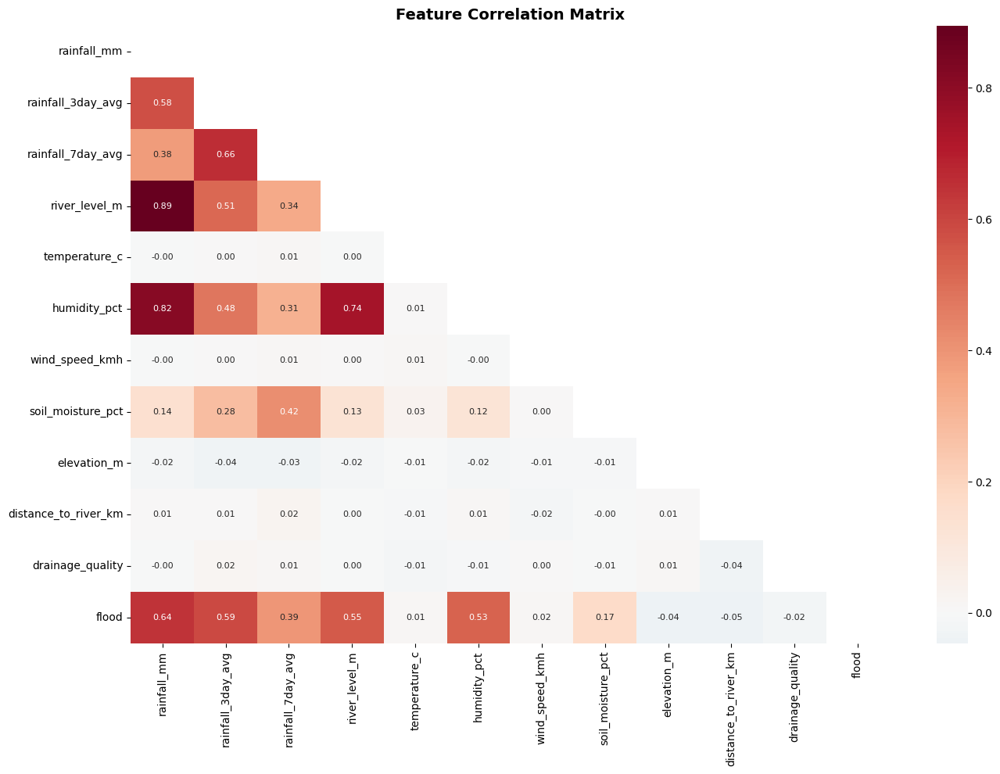 Feature Correlation Matrix
rainfall_mm
rainfall_3day_avg 0.58
rainfall_7day_avg 0.38 0.66
river_level_m 0.89 0.51 0.34
temperature_c -0.00 0.00 0.01 0.00
humidity_pct 0.82 0.48 0.31 0.74 0.01
wind_speed_kmh -0.00 0.00 0.01 0.00 0.01 -0.00
soil_moisture_pct 0.14 0.28 0.42 0.13 0.03 0.12 0.00
elevation_m -0.02 -0.04 -0.03 -0.02 -0.01 -0.02 -0.01 -0.01
distance_to_river_km 0.01 0.01 0.02 0.00 -0.01 0.01 -0.02 -0.00 0.01
drainage_quality -0.00 0.02 0.01 0.00 -0.01 -0.01 0.00 -0.01 0.01 -0.04
flood 0.64 0.59 0.39 0.55 0.01 0.53 0.02 0.17 -0.04 -0.05 -0.02
rainfall_mm
rainfall_3day_avg
rainfall_7day_avg
river_level_m
temperature_c
humidity_pct
wind_speed_kmh
soil_moisture_pct
elevation_m
distance_to_river_km
drainage_quality
flood
0.8
0.6
0.4
0.2
0.0